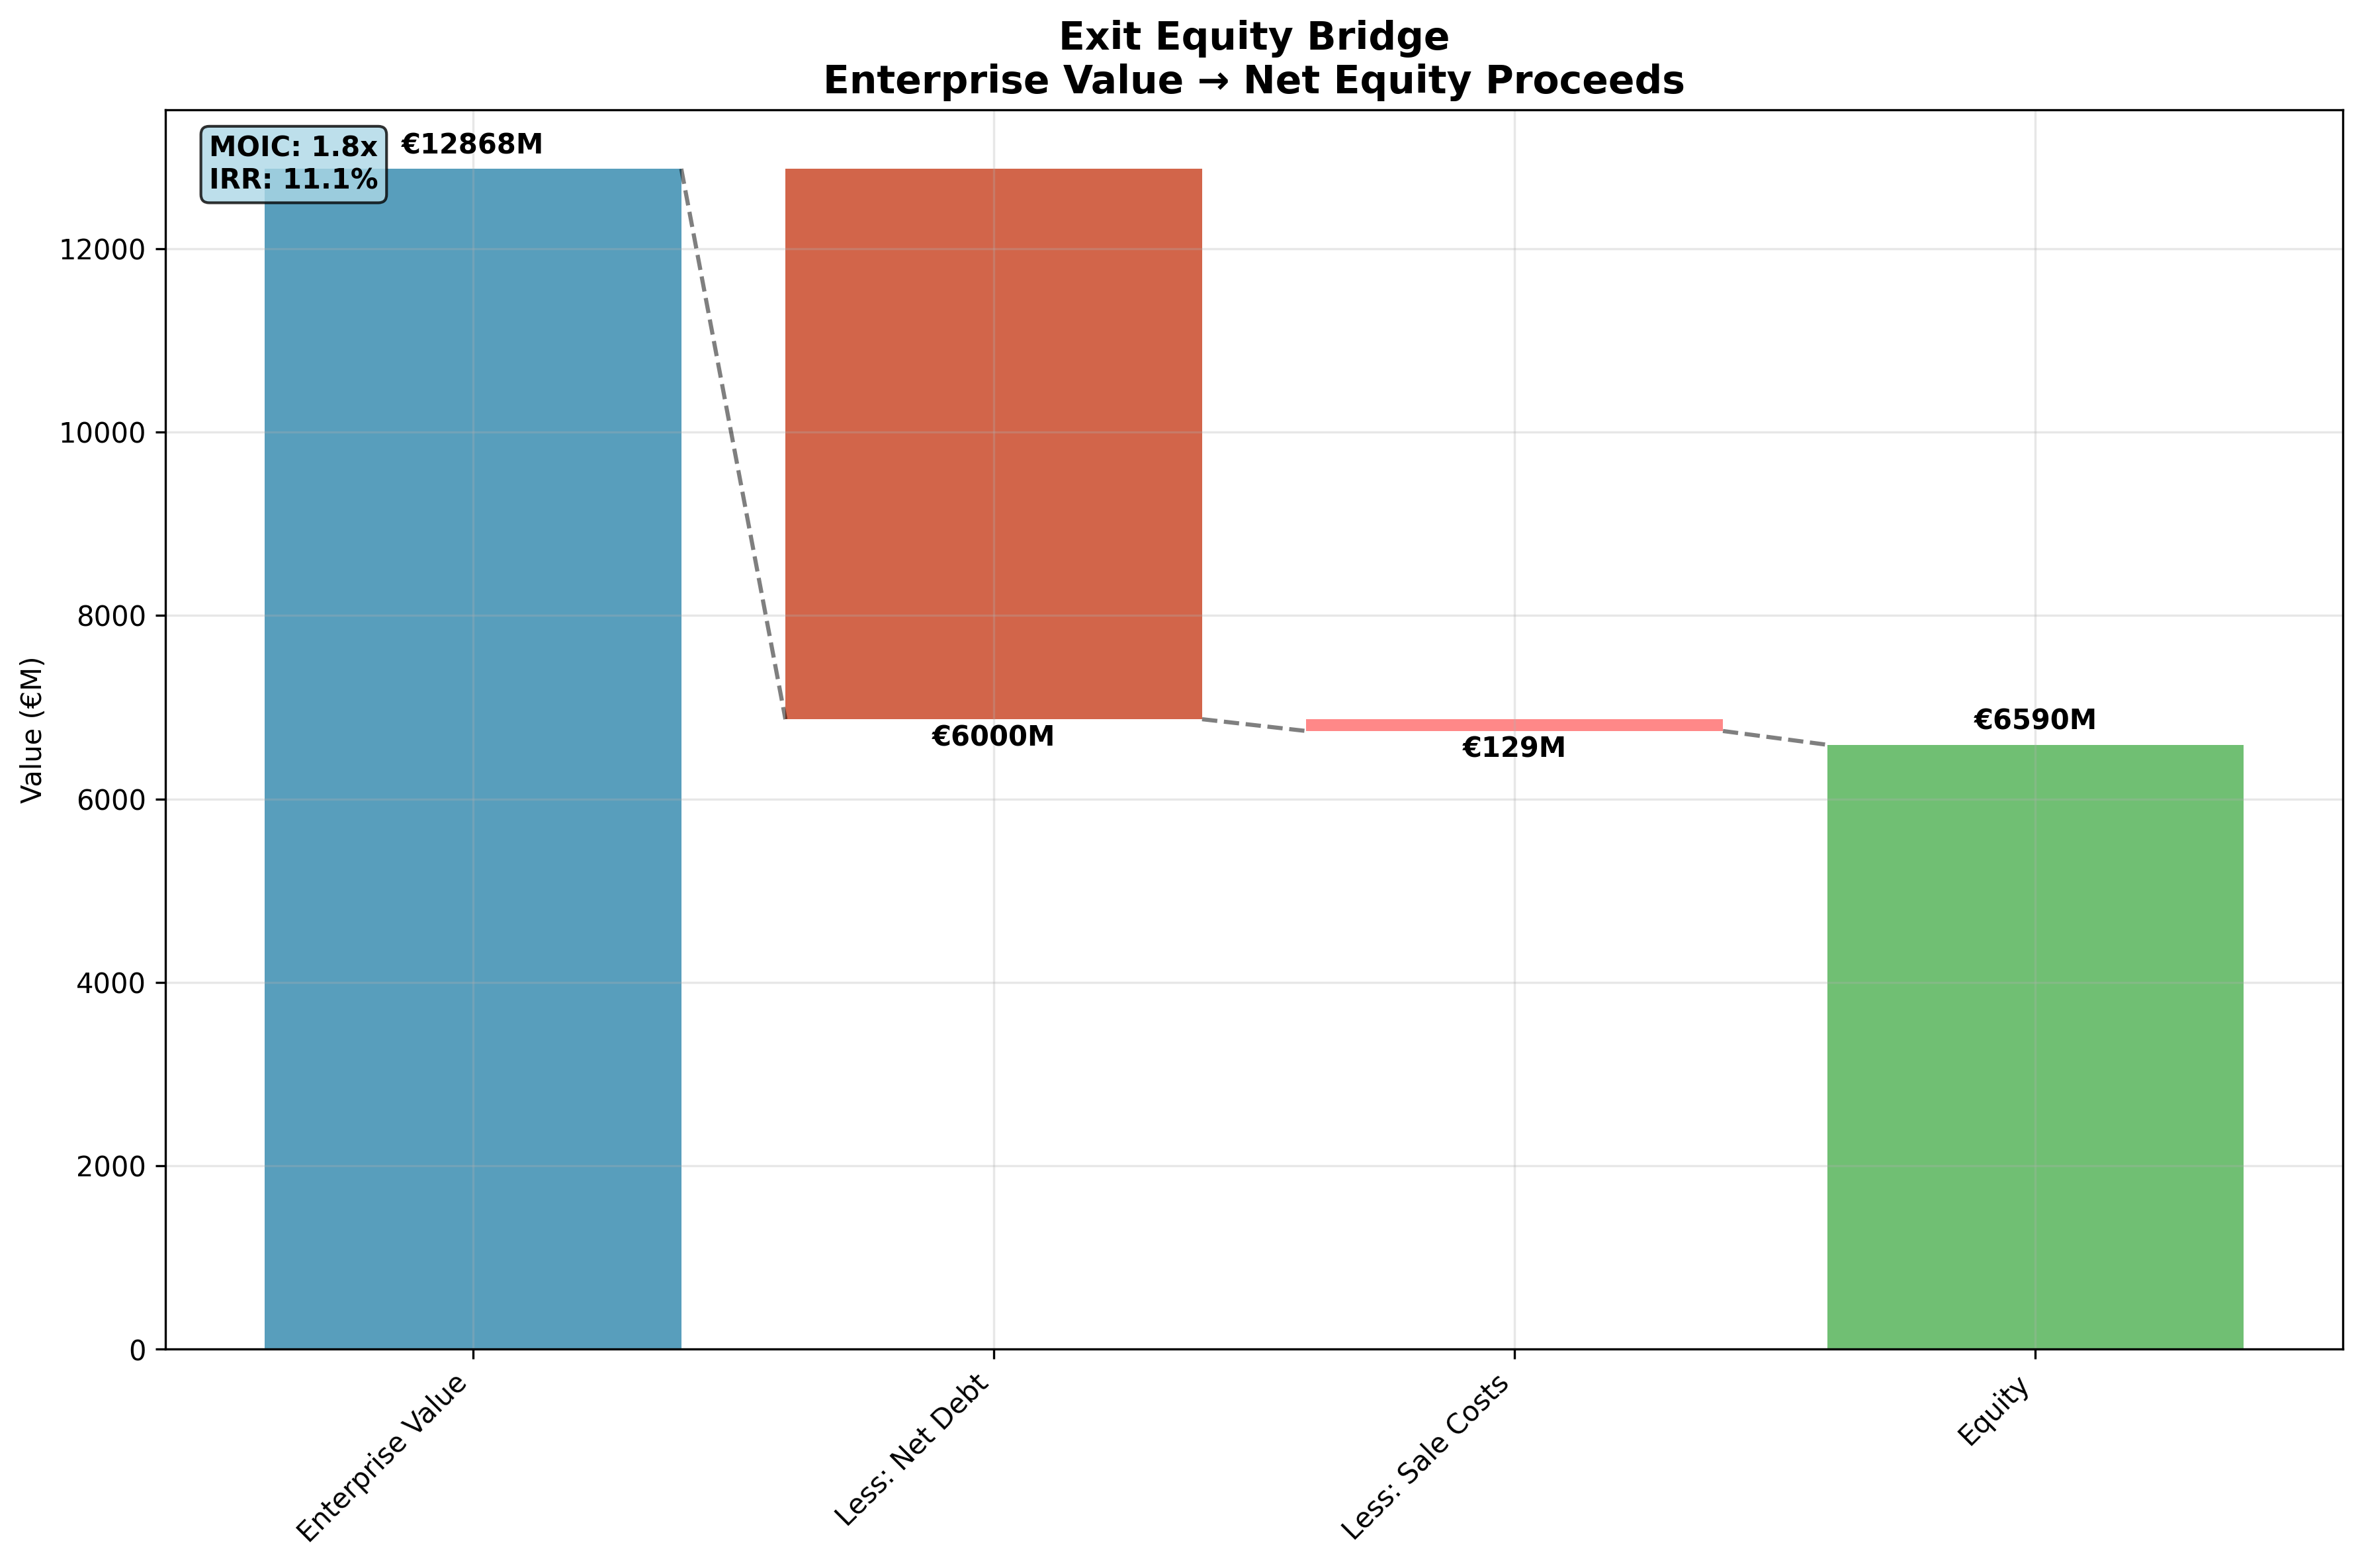 Exit Equity Bridge
Enterprise Value → Net Equity Proceeds
MOIC: 1.8x
IRR: 11.1%
€12868M
€6000M
€129M
€6590M
Value (€M)
12000
10000
8000
6000
4000
2000
0
Enterprise Value
Less: Net Debt
Less: Sale Costs
Equity